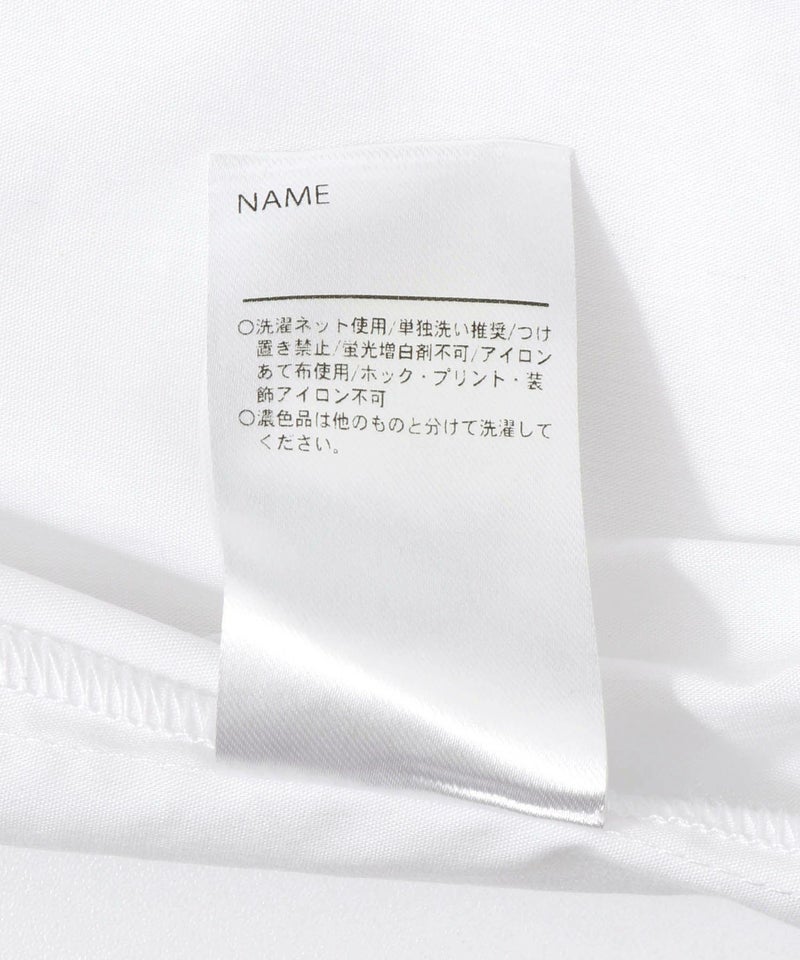 NAME
○洗濯ネット使用/単独洗い推奨/つけ
置き禁止/蛍光増白剤不可/アイロン
あて布使用/ホック・プリント・装
飾アイロン不可
○濃色品は他のものと分けて洗濯して
ください。